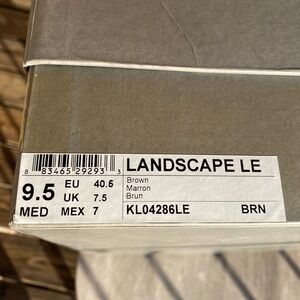 LANDSCAPE LE
8 83465 29293 3
Brown
Marron
Brun
9.5 EU 40.5
UK 7.5
MED MEX 7
KL04286LE BRN